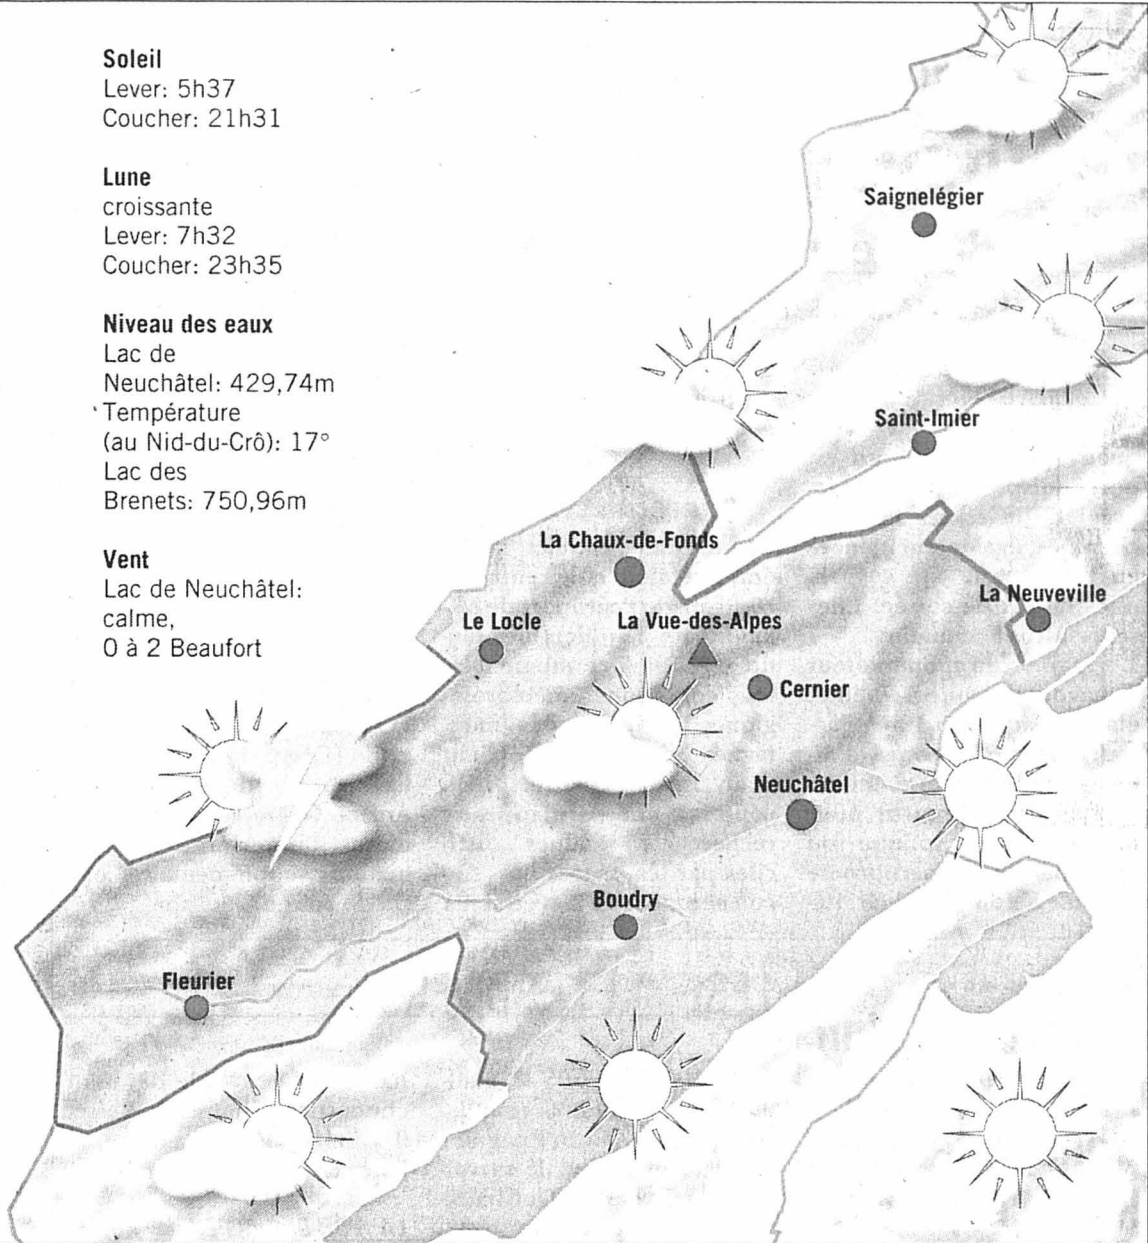 Soleil
Lever: 5h37
Coucher: 21h31
Lune
croissante
Lever: 7h32
Coucher: 23h35
Niveau des eaux
Lac de
Neuchâtel: 429,74m
Température
(au Nid-du-Crô): 17°
Lac des
Brenets: 750,96m
Vent
Lac de Neuchâtel:
calme,
0 à 2 Beaufort
Saignelégier
Saint-Imier
La Chaux-de-Fonds
La Neuveville
Le Locle
La Vue-des-Alpes
Cernier
Neuchâtel
Boudry
Fleurier